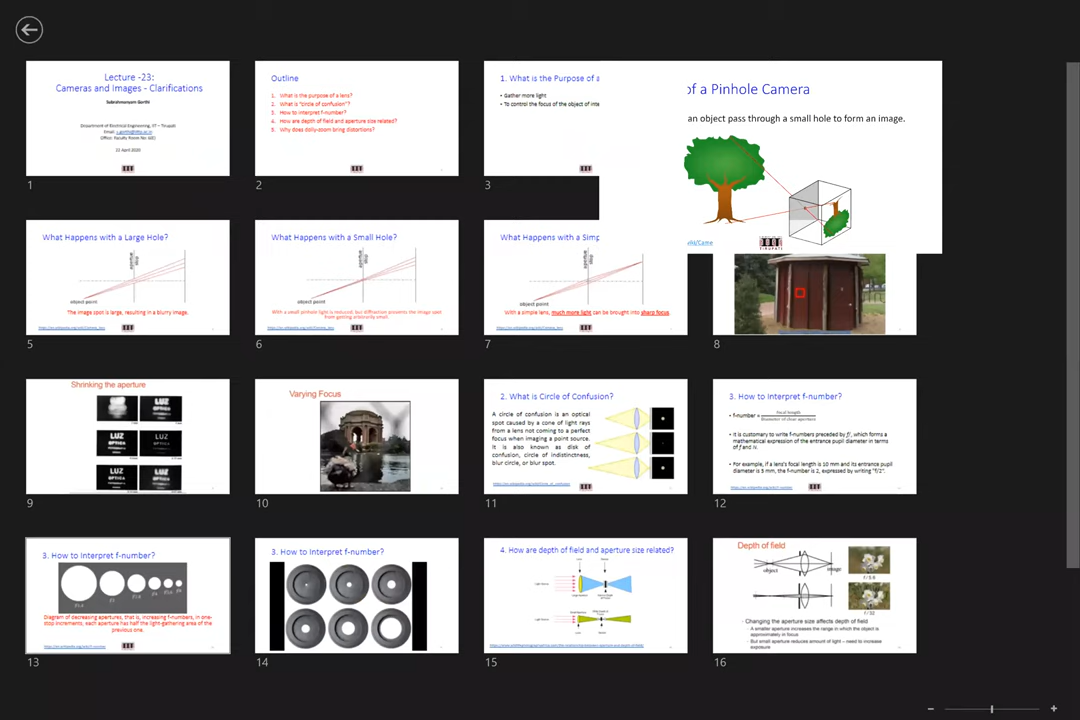 Lecture -23:
Cameras and Images - Clarifications
Subrahmanyam Gorthi
Department of Electrical Engineering, IIT – Tirupati
Office: Faculty Room No:
11 April 2020
1
Outline
1. What is the purpose of a lens?
2. What is "circle of confusion"?
3. How to interpret f-number?
4. How are depth of field and aperture size related?
5. Why does dolly-zoom bring distortions?
2
1. What is the Purpose of a
• Gather more light
• To control the focus of the object of inte
3
of a Pinhole Camera
an object pass through a small hole to form an image.
What Happens with a Large Hole?
aperture
stop
object point
The image spot is large, resulting in a blurry image.
5
What Happens with a Small Hole?
aperture
stop
object point
With a small pinhole light is reduced, but diffraction prevents the image spot
from getting arbitrarily small.
6
What Happens with a Simp
aperture
stop
object point
With a simple lens, much more light can be brought into sharp focus.
7
8
Shrinking the aperture
LUZ
OPTICA
LUZ
OPTICA
LUZ
OPTICA
LUZ
OPTICA
LUZ
OPTICA
9
Varying Focus
10
2. What is Circle of Confusion?
A circle of confusion is an optical
spot caused by a cone of light rays
from a lens not coming to a perfect
focus when imaging a point source.
It is also known as disk of
confusion, circle of indistinctness,
blur circle, or blur spot.
11
3. How to Interpret f-number?
• f-number = Focal length
Diameter of clear aperture
• It is customary to write f-numbers preceded by f/, which forms a
mathematical expression of the entrance pupil diameter in terms
of f and N.
• For example, if a lens's focal length is 10 mm and its entrance pupil
diameter is 5 mm, the f-number is 2, expressed by writing "f/2".
12
3. How to Interpret f-number?
Diagram of decreasing apertures, that is, increasing f-numbers, in one-
stop increments; each aperture has half the light-gathering area of the
previous one.
13
3. How to Interpret f-number?
14
4. How are depth of field and aperture size related?
15
Depth of field
object
image
f / 5.6
f / 32
Changing the aperture size affects depth of field
– A smaller aperture increases the range in which the object is
approximately in focus
– But small aperture reduces amount of light – need to increase
exposure
16